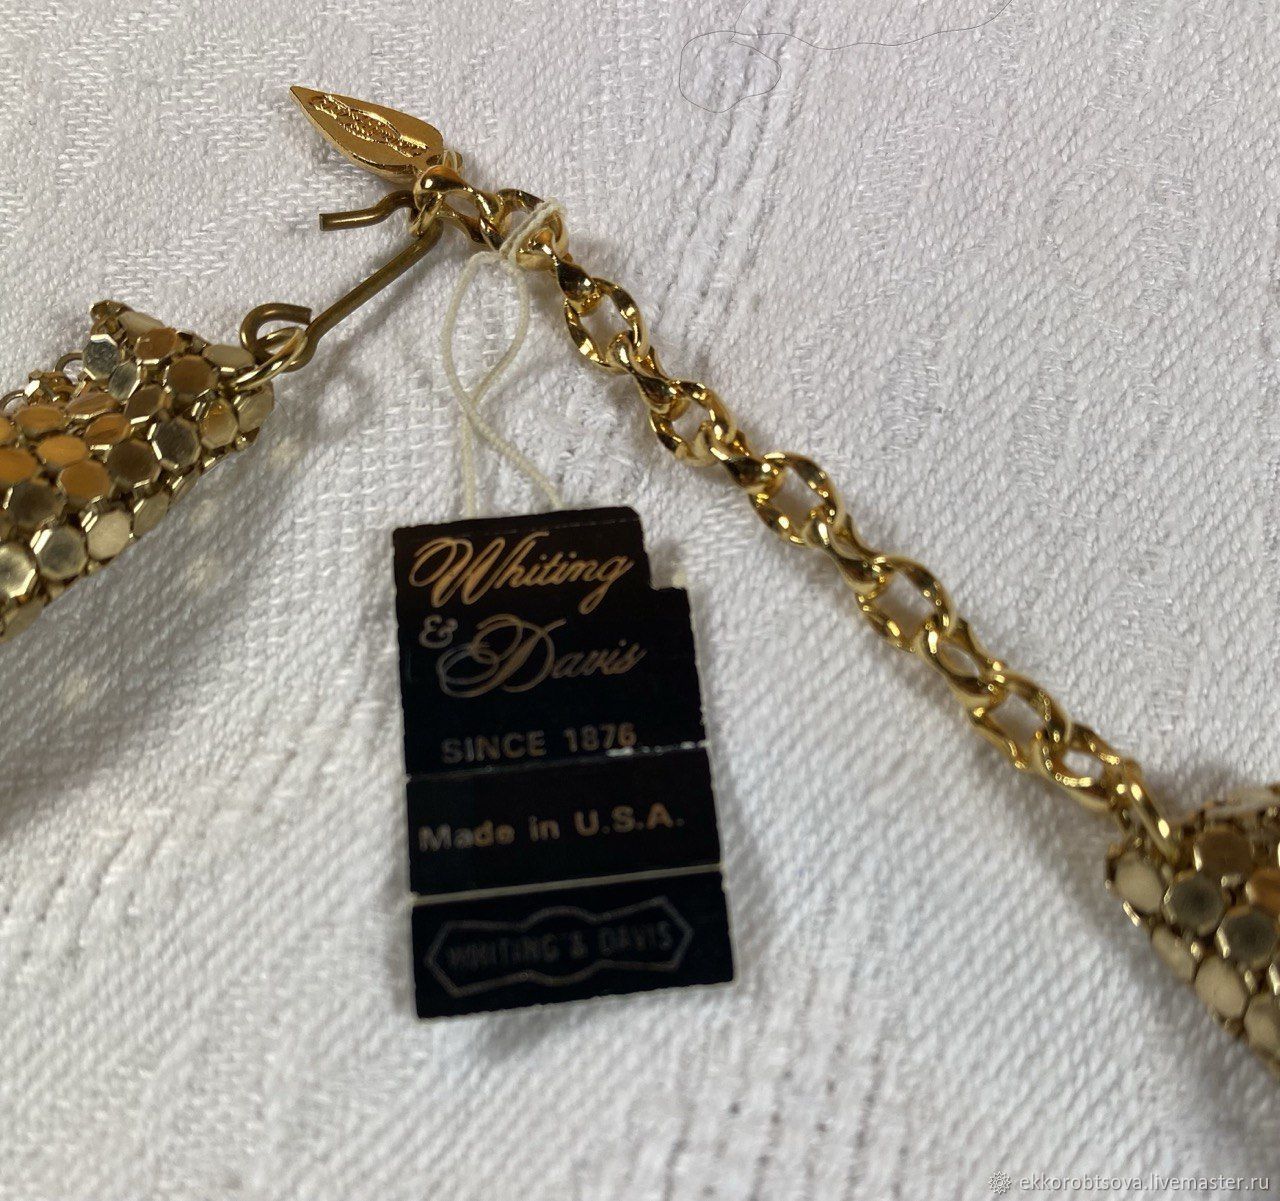 Whiting
& Davis
SINCE 1876
Made in U.S.A.
WHITING & DAVIS
ekkorobtsova.livemaster.ru